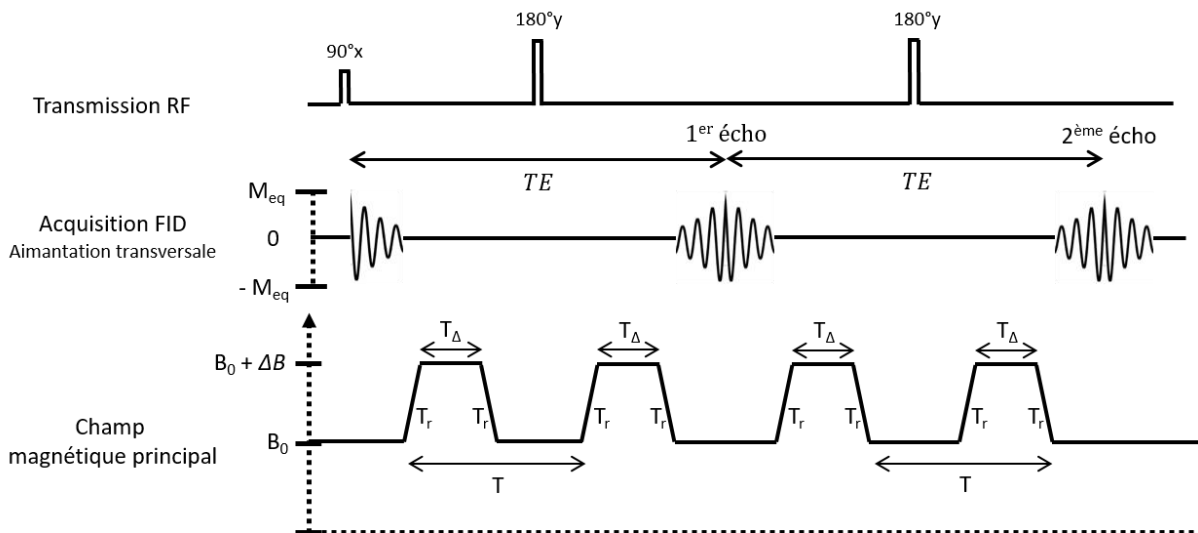 180°y
180°y
90°x
Transmission RF
1er écho
2ème écho
TE
TE
Meq
Acquisition FID
0
Aimantation transversale
- Meq
TΔ
TΔ
TΔ
TΔ
B0 + ΔB
Tr
Tr
Tr
Tr
Tr
Tr
Tr
Tr
Champ
magnétique principal
B0
T
T